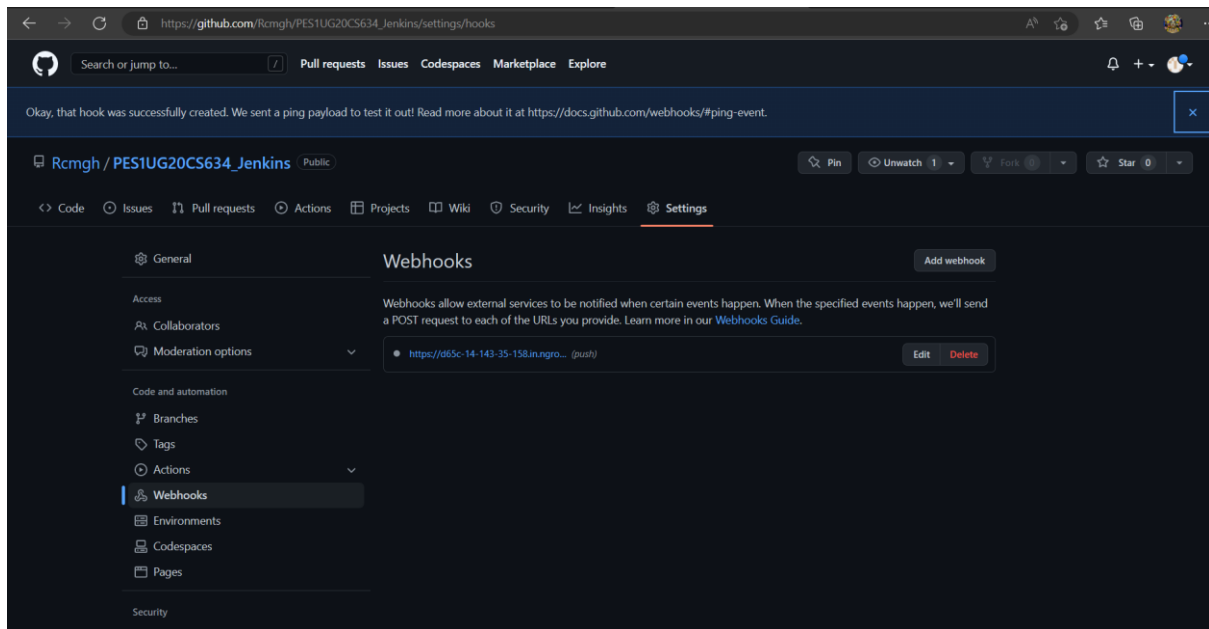 https://github.com/Rcmgh/PES1UG20CS634_Jenkins/settings/hooks
Search or jump to... / Pull requests Issues Codespaces Marketplace Explore
Okay, that hook was successfully created. We sent a ping payload to test it out! Read more about it at https://docs.github.com/webhooks/#ping-event.
Rcmgh / PES1UG20CS634_Jenkins Public Pin Unwatch 1 Fork 0 Star 0
Code Issues Pull requests Actions Projects Wiki Security Insights Settings
General
Access
Collaborators
Moderation options
Code and automation
Branches
Tags
Actions
Webhooks
Environments
Codespaces
Pages
Security
Webhooks Add webhook
Webhooks allow external services to be notified when certain events happen. When the specified events happen, we'll send
a POST request to each of the URLs you provide. Learn more in our Webhooks Guide.
https://d65c-14-143-35-158.in.ngro... (push) Edit Delete